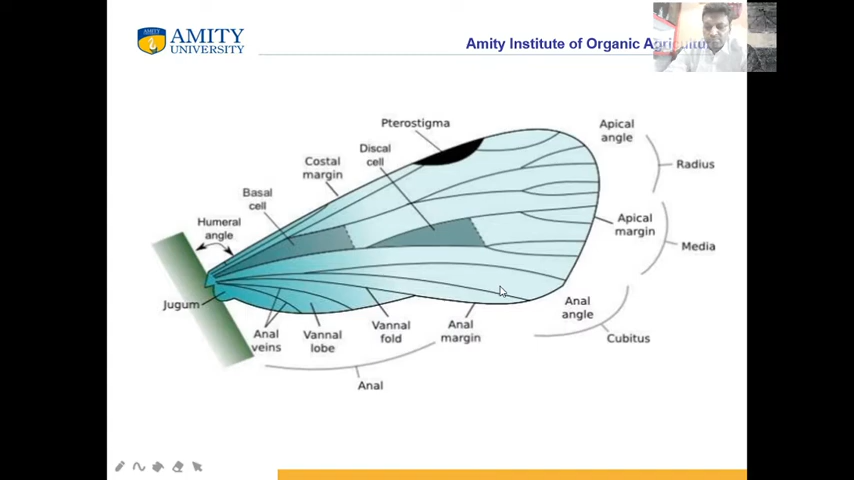 AMITY
UNIVERSITY
Amity Institute of Organic Agricultu
Pterostigma
Discal
cell
Costal
margin
Basal
cell
Humeral
angle
Apical
angle
Radius
Apical
margin
Media
Jugum
Anal
veins
Vannal
lobe
Vannal
fold
Anal
margin
Anal
angle
Cubitus
Anal